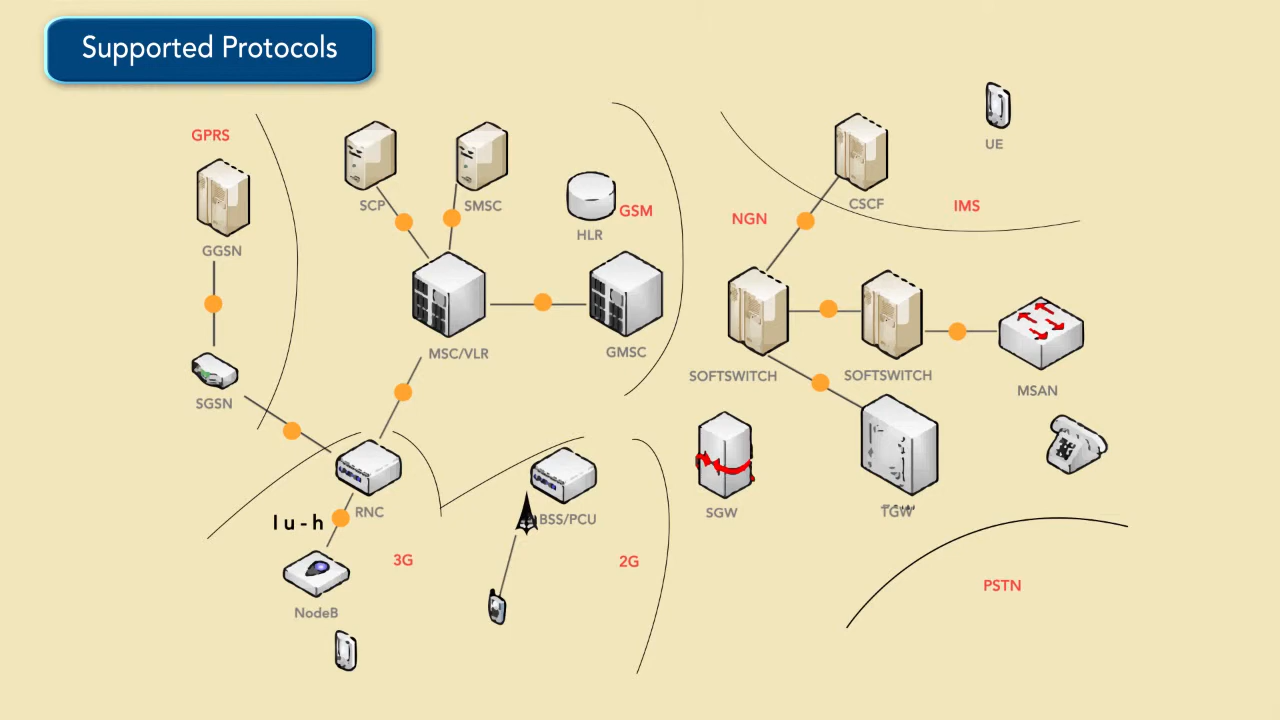 Supported Protocols
GPRS
GGSN
SGSN
SCP
SMSC
HLR
GSM
MSC/VLR
GMSC
NGN
CSCF
UE
IMS
SOFTSWITCH
SOFTSWITCH
MSAN
SGW
TGW
PSTN
RNC
Iu-h
NodeB
3G
BSS/PCU
2G